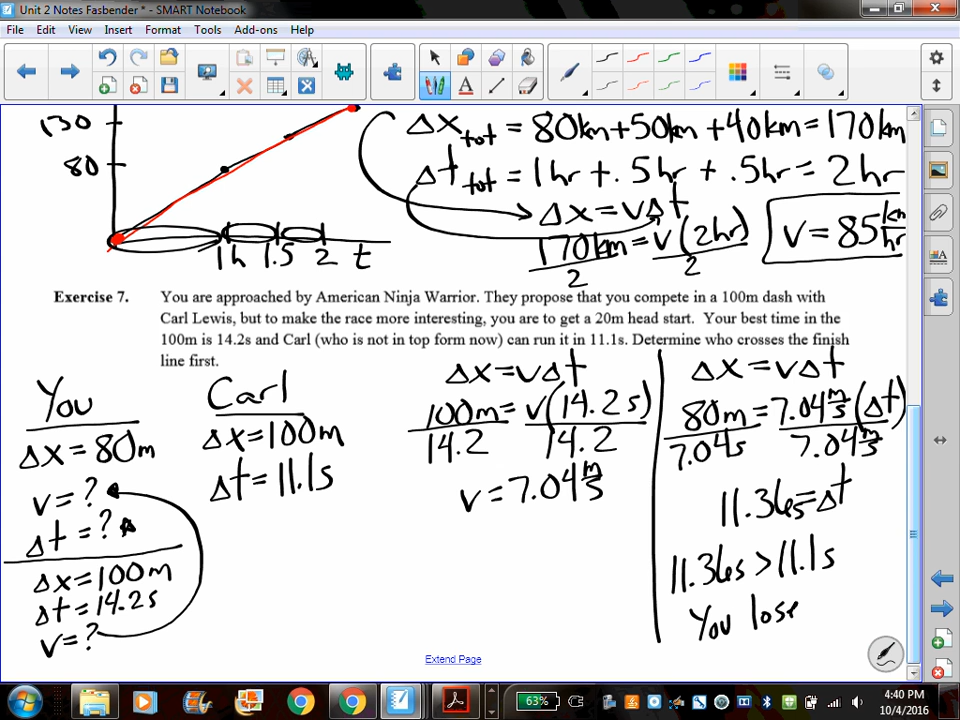 Unit 2 Notes Fasbender * - SMART Notebook
File Edit View Insert Format Tools Add-ons Help
130
80
1h 1.5 2 t
Δx tot = 80km+50km+40km=170km
Δt tot = 1hr + .5hr + .5hr = 2hr
Δx = vΔt
170km = v(2hr)
2 2
v = 85 km/hr
Exercise 7. You are approached by American Ninja Warrior. They propose that you compete in a 100m dash with
Carl Lewis, but to make the race more interesting, you are to get a 20m head start. Your best time in the
100m is 14.2s and Carl (who is not in top form now) can run it in 11.1s. Determine who crosses the finish
line first.
You
Δx = 80m
v = ?
Δt = ?
Δx = 100m
Δt = 14.2s
v = ?
Carl
Δx = 100m
Δt = 11.1s
Δx = vΔt
100m = v(14.2s)
14.2 14.2
v = 7.04 m/s
Δx = vΔt
80m = 7.04 m/s (Δt)
7.04s 7.04 m/s
11.36s = Δt
11.36s > 11.1s
You lose
Extend Page
63%
4:40 PM
10/4/2016